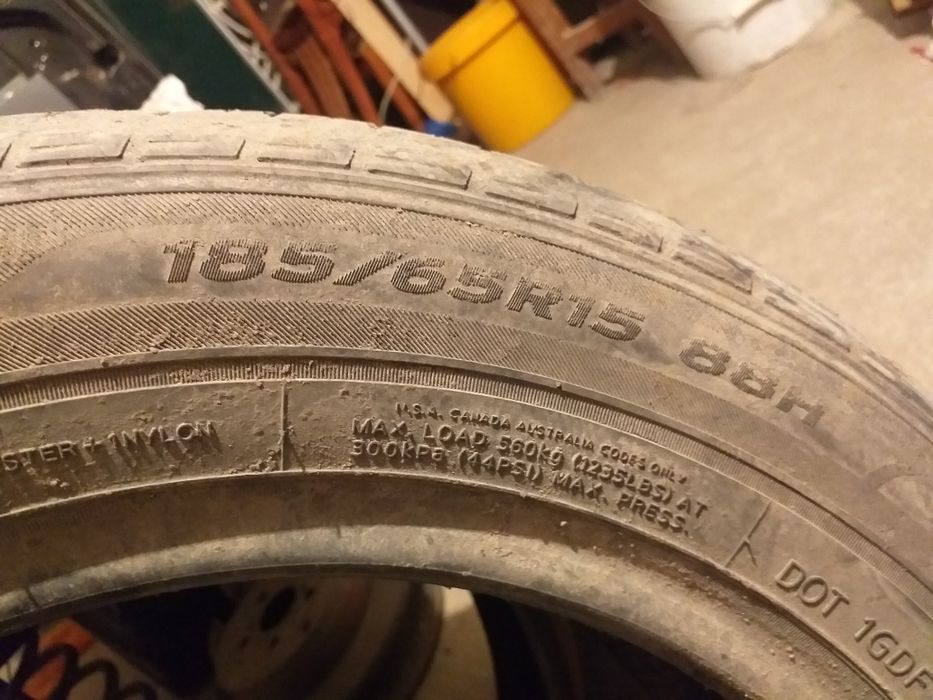 185/65R15 88H
STER + 1NYLON
U.S.A. CANADA AUSTRALIA CODES ONLY
MAX. LOAD 560kg (1235LBS) AT
300kPa (44PSI) MAX. PRESS.
DOT 1GDF